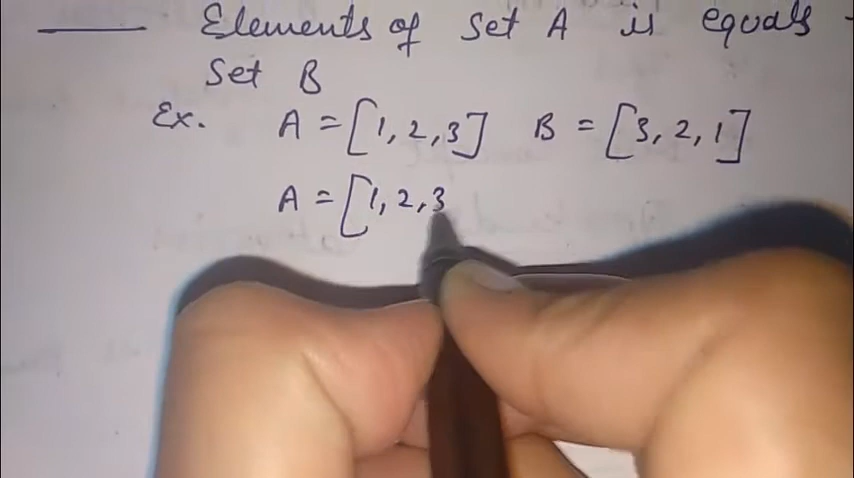 Elements of Set A is equals
Set B
Ex. A = [1, 2, 3] B = [3, 2, 1]
A = [1, 2, 3